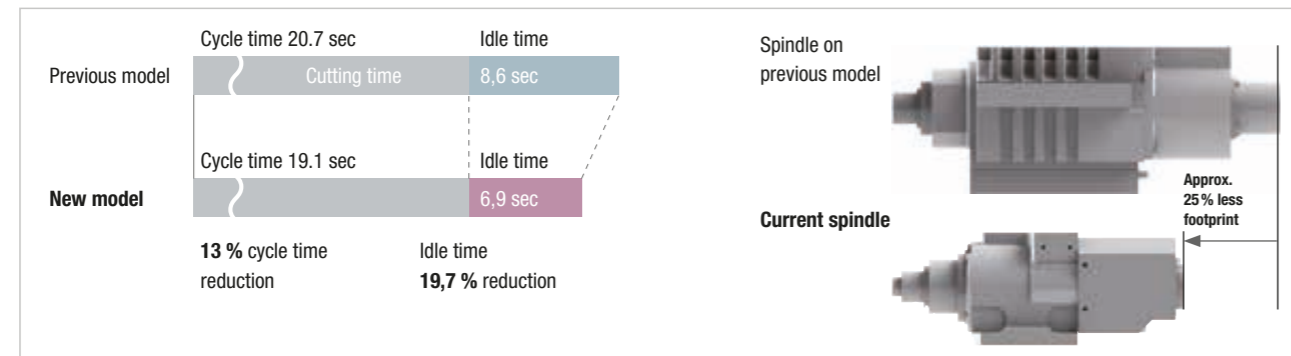 Cycle time 20.7 sec
Idle time
Previous model
Cutting time
8,6 sec
Cycle time 19.1 sec
Idle time
New model
6,9 sec
13 % cycle time
reduction
Idle time
19,7 % reduction
Spindle on
previous model
Approx.
25 % less
footprint
Current spindle